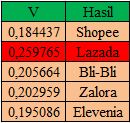 V Hasil
0,184437 Shopee
0,259765 Lazada
0,205664 Bli-Bli
0,202959 Zalora
0,195086 Elevenia